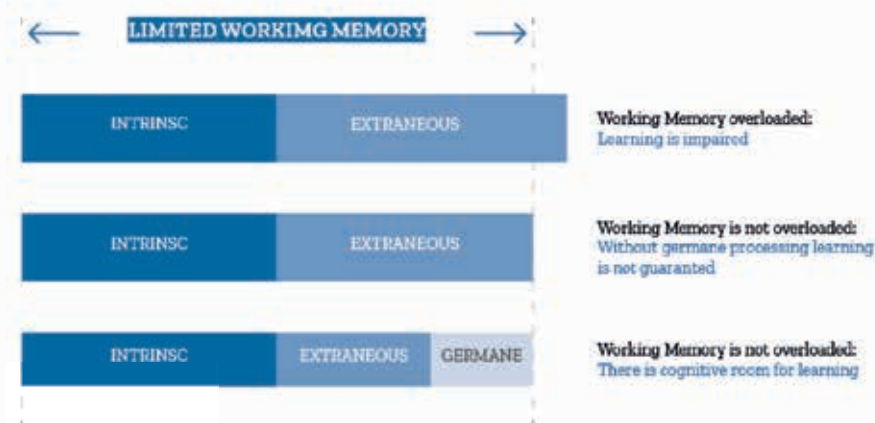 LIMITED WORKIMG MEMORY
INTRINSC EXTRANEOUS
Working Memory overloaded:
Learning is impaired
INTRINSC EXTRANEOUS
Working Memory is not overloaded:
Without germane processing learning
is not guaranted
INTRINSC EXTRANEOUS GERMANE
Working Memory is not overloaded:
There is cognitive room for learning